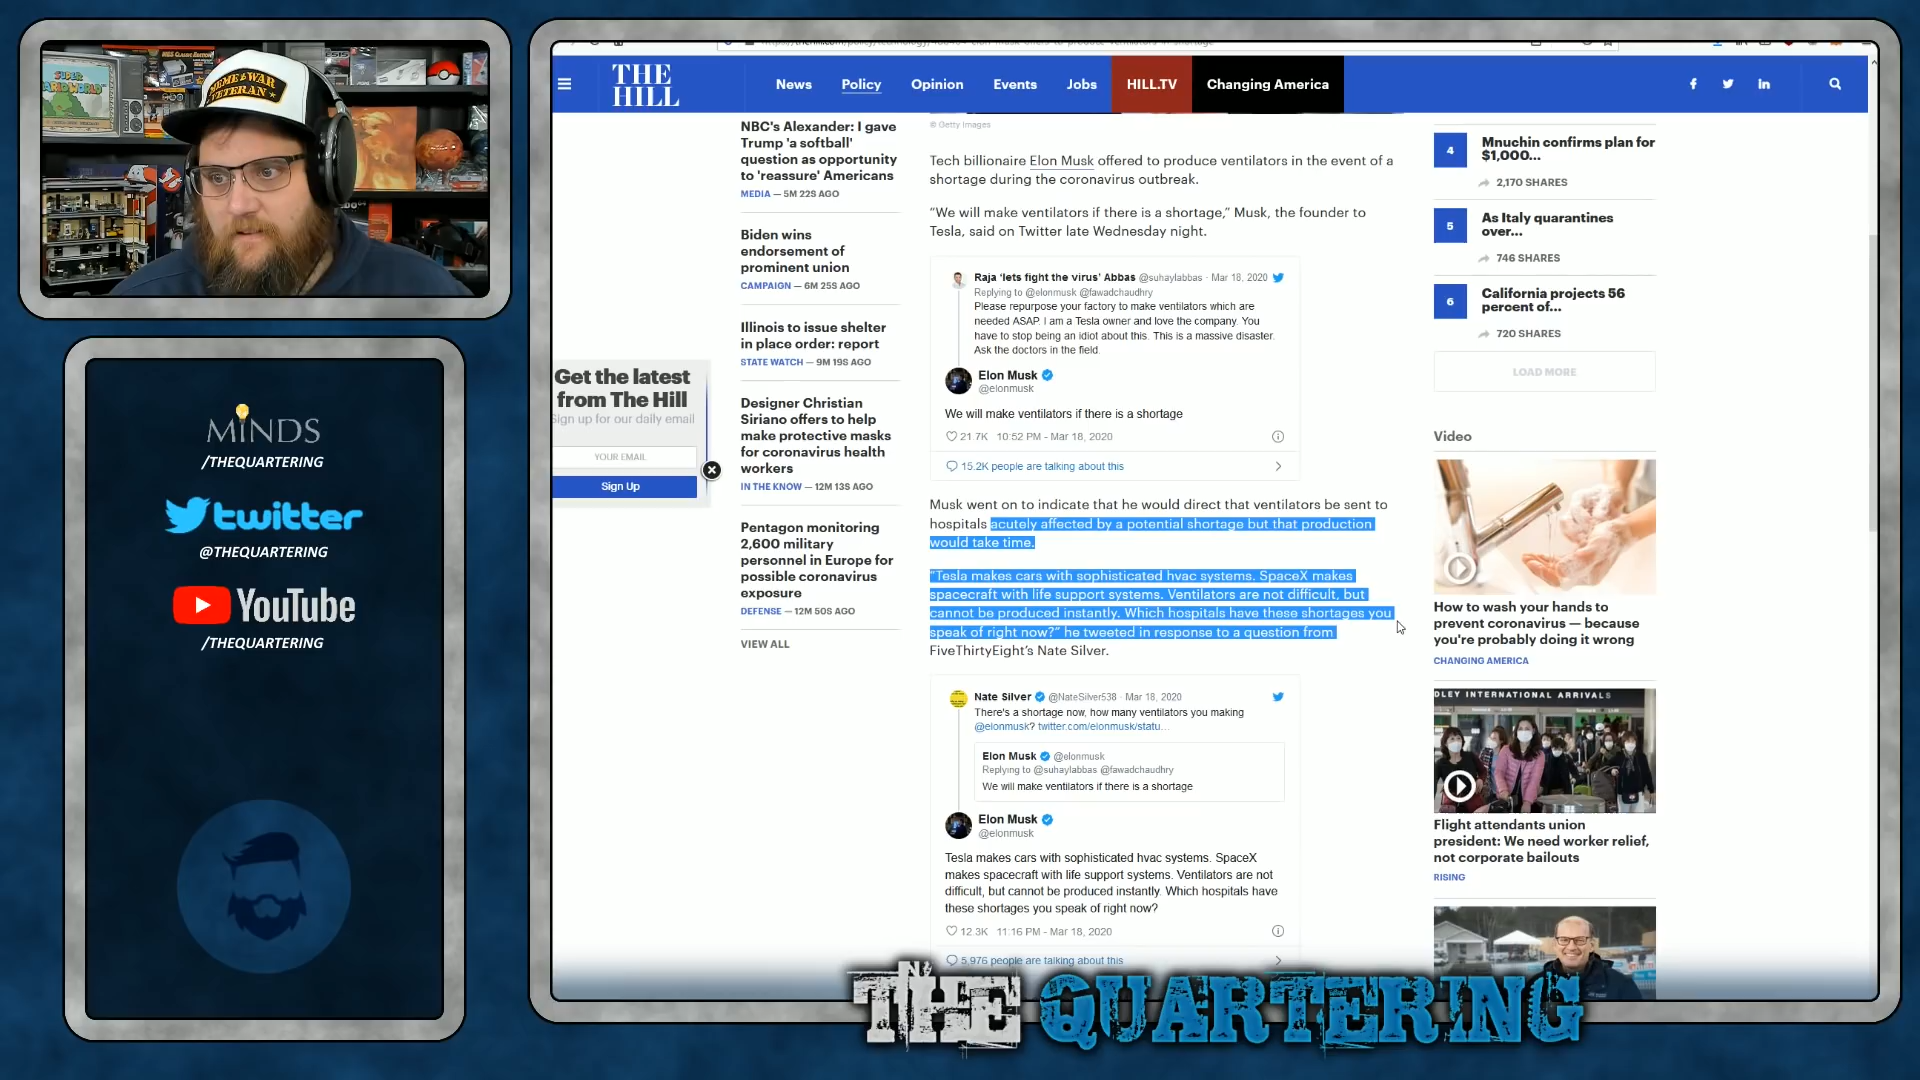 MEME WAR
VETERAN
MINDS
/THEQUARTERING
twitter
@THEQUARTERING
YouTube
/THEQUARTERING
THE
HILL
News
Policy
Opinion
Events
Jobs
HILL.TV
Changing America
NBC's Alexander: I gave
Trump 'a softball'
question as opportunity
to 'reassure' Americans
MEDIA — 5M 22S AGO
Biden wins
endorsement of
prominent union
CAMPAIGN — 6M 25S AGO
Illinois to issue shelter
in place order: report
STATE WATCH — 9M 19S AGO
Designer Christian
Siriano offers to help
make protective masks
for coronavirus health
workers
IN THE KNOW — 12M 13S AGO
Pentagon monitoring
2,600 military
personnel in Europe for
possible coronavirus
exposure
DEFENSE — 12M 50S AGO
VIEW ALL
Get the latest
from The Hill
Sign up for our daily email
YOUR EMAIL
Sign Up
© Getty Images
Tech billionaire Elon Musk offered to produce ventilators in the event of a
shortage during the coronavirus outbreak.
"We will make ventilators if there is a shortage," Musk, the founder to
Tesla, said on Twitter late Wednesday night.
Raja 'lets fight the virus' Abbas @suhaylabbas · Mar 18, 2020
Replying to @elonmusk @fawadchaudhry
Please repurpose your factory to make ventilators which are
needed ASAP. I am a Tesla owner and love the company. You
have to stop being an idiot about this. This is a massive disaster.
Ask the doctors in the field.
Elon Musk
@elonmusk
We will make ventilators if there is a shortage
21.7K 10:52 PM - Mar 18, 2020
15.2K people are talking about this
Musk went on to indicate that he would direct that ventilators be sent to
hospitals acutely affected by a potential shortage but that production
would take time.
"Tesla makes cars with sophisticated hvac systems. SpaceX makes
spacecraft with life support systems. Ventilators are not difficult, but
cannot be produced instantly. Which hospitals have these shortages you
speak of right now?" he tweeted in response to a question from
FiveThirtyEight's Nate Silver.
Nate Silver @NateSilver538 · Mar 18, 2020
There's a shortage now, how many ventilators you making
@elonmusk? twitter.com/elonmusk/statu…
Elon Musk @elonmusk
Replying to @suhaylabbas @fawadchaudhry
We will make ventilators if there is a shortage
Elon Musk
@elonmusk
Tesla makes cars with sophisticated hvac systems. SpaceX
makes spacecraft with life support systems. Ventilators are not
difficult, but cannot be produced instantly. Which hospitals have
these shortages you speak of right now?
12.3K 11:16 PM - Mar 18, 2020
5,976 people are talking about this
4
Mnuchin confirms plan for
$1,000...
2,170 SHARES
5
As Italy quarantines
over...
746 SHARES
6
California projects 56
percent of...
720 SHARES
LOAD MORE
Video
How to wash your hands to
prevent coronavirus — because
you're probably doing it wrong
CHANGING AMERICA
DLEY INTERNATIONAL ARRIVALS
Flight attendants union
president: We need worker relief,
not corporate bailouts
RISING
THE QUARTERING